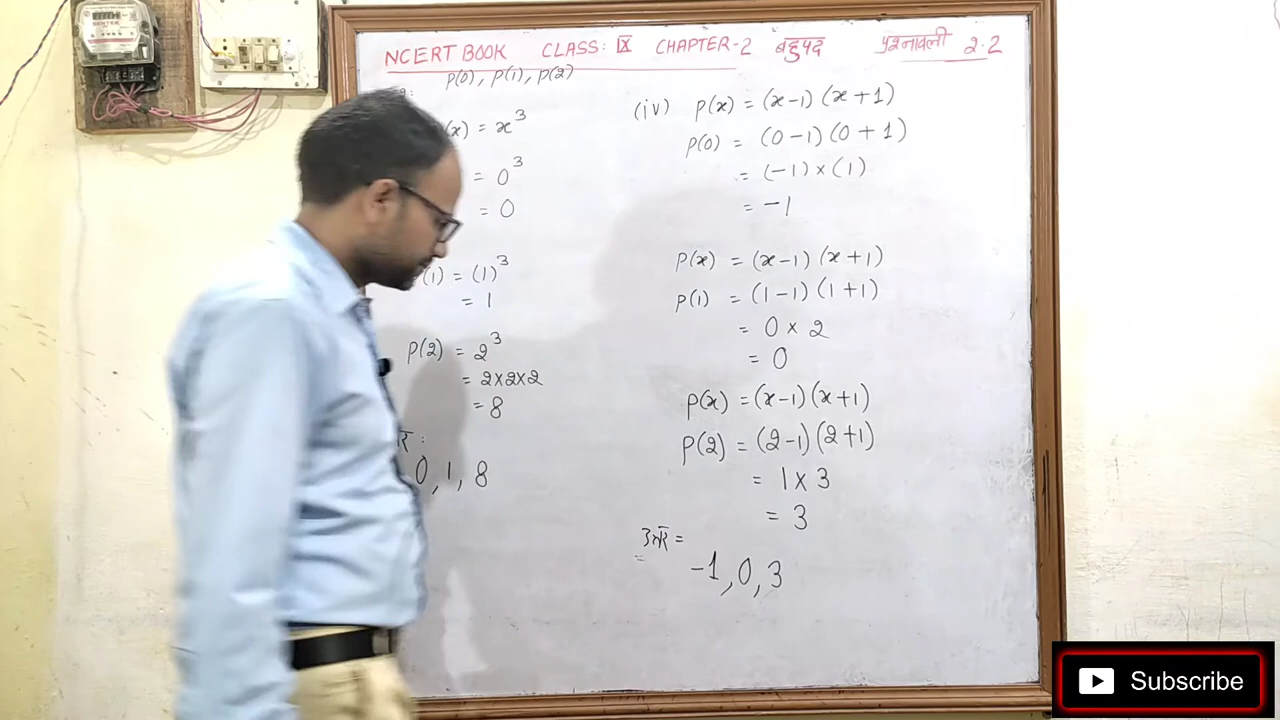 NCERT BOOK CLASS: IX CHAPTER-2 बहुपद प्रश्नावली 2.2
P(0), P(1), P(2)
(x) = x³
= 0³
= 0
(1) = (1)³
= 1
P(2) = 2³
= 2×2×2
= 8
0, 1, 8
(iv) P(x) = (x-1) (x+1)
P(0) = (0-1) (0+1)
= (-1) × (1)
= -1
P(x) = (x-1) (x+1)
P(1) = (1-1) (1+1)
= 0 × 2
= 0
P(x) = (x-1) (x+1)
P(2) = (2-1) (2+1)
= 1 × 3
= 3
उत्तर =
-1, 0, 3
Subscribe